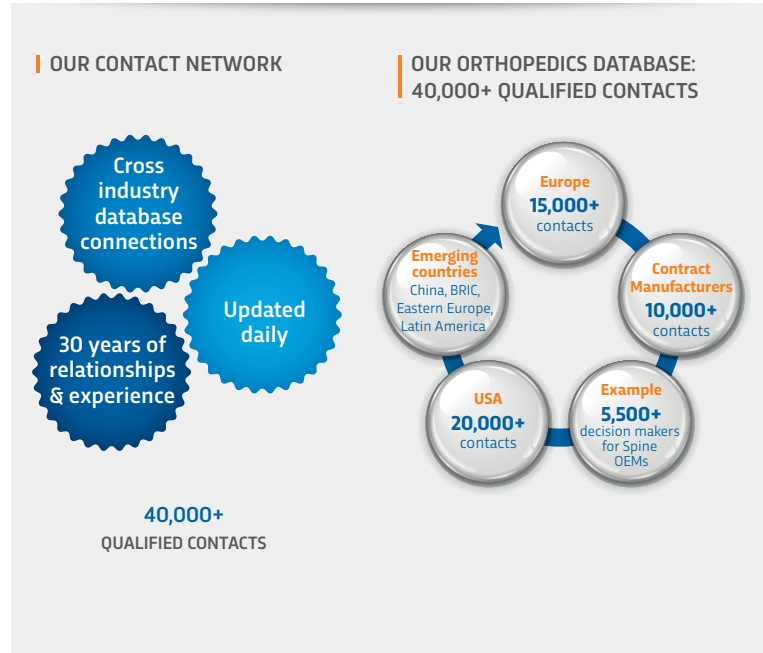 OUR CONTACT NETWORK
Cross
industry
database
connections
Updated
daily
30 years of
relationships
& experience
40,000+
QUALIFIED CONTACTS
OUR ORTHOPEDICS DATABASE:
40,000+ QUALIFIED CONTACTS
Europe
15,000+
contacts
Contract
Manufacturers
10,000+
contacts
Example
5,500+
decision makers
for Spine
OEMs
USA
20,000+
contacts
Emerging
countries
China, BRIC,
Eastern Europe,
Latin America